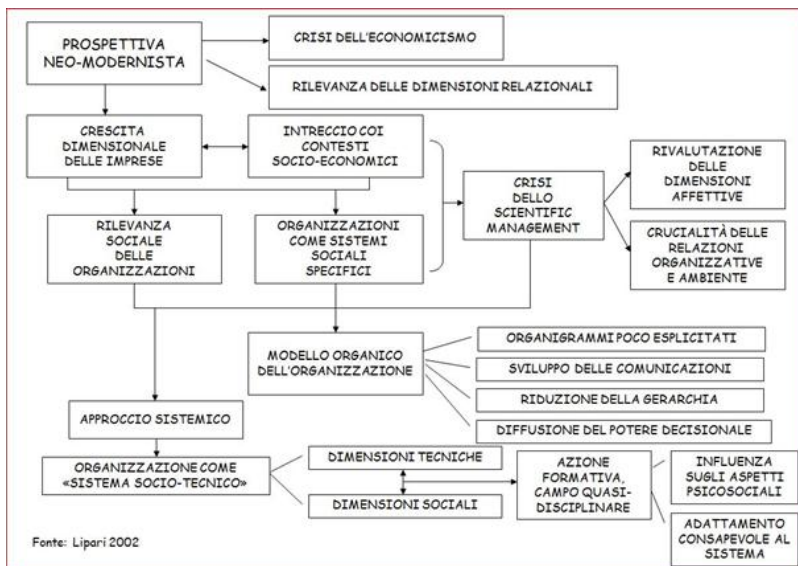 PROSPETTIVA
NEO-MODERNISTA
CRISI DELL'ECONOMICISMO
RILEVANZA DELLE DIMENSIONI RELAZIONALI
CRESCITA
DIMENSIONALE
DELLE IMPRESE
INTRECCIO COI
CONTESTI
SOCIO-ECONOMICI
CRISI
DELLO
SCIENTIFIC
MANAGEMENT
RIVALUTAZIONE
DELLE
DIMENSIONI
AFFETTIVE
CRUCIALITÀ DELLE
RELAZIONI
ORGANIZZATIVE
E AMBIENTE
RILEVANZA
SOCIALE
DELLE
ORGANIZZAZIONI
ORGANIZZAZIONI
COME SISTEMI
SOCIALI
SPECIFICI
MODELLO ORGANICO
DELL'ORGANIZZAZIONE
ORGANIGRAMMI POCO ESPLICITATI
SVILUPPO DELLE COMUNICAZIONI
RIDUZIONE DELLA GERARCHIA
DIFFUSIONE DEL POTERE DECISIONALE
APPROCCIO SISTEMICO
ORGANIZZAZIONE COME
«SISTEMA SOCIO-TECNICO»
DIMENSIONI TECNICHE
DIMENSIONI SOCIALI
AZIONE
FORMATIVA,
CAMPO QUASI-
DISCIPLINARE
INFLUENZA
SUGLI ASPETTI
PSICOSOCIALI
ADATTAMENTO
CONSAPEVOLE AL
SISTEMA
Fonte: Lipari 2002